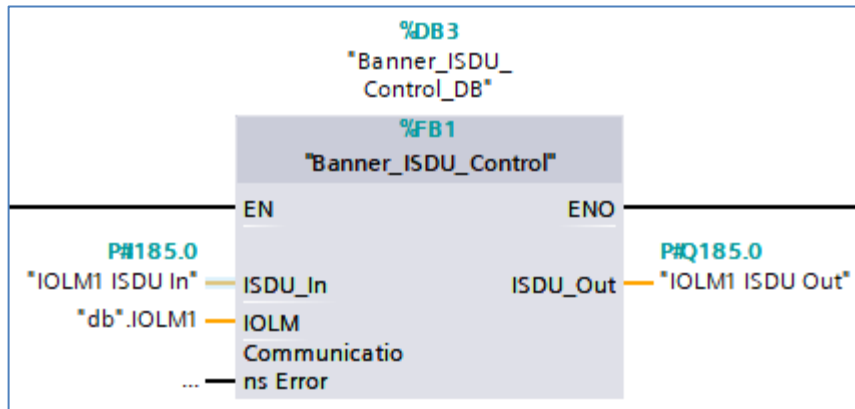 %DB3
"Banner_ISDU_
Control_DB"
%FB1
"Banner_ISDU_Control"
EN
ENO
P#I185.0
"IOLM1 ISDU In"
ISDU_In
P#Q185.0
ISDU_Out
"IOLM1 ISDU Out"
"db".IOLM1
IOLM
Communicatio
... ns Error